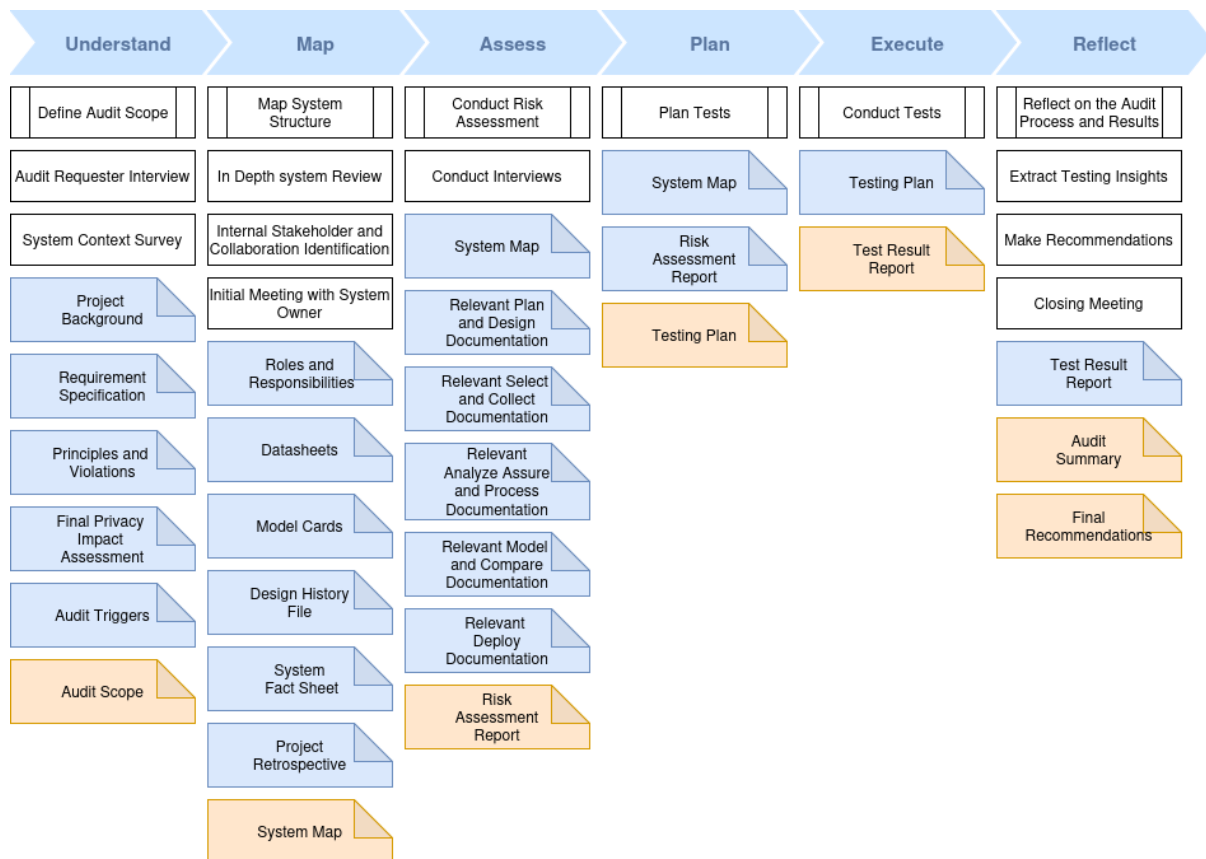 Understand
Map
Assess
Plan
Execute
Reflect
Define Audit Scope
Audit Requester Interview
System Context Survey
Project
Background
Requirement
Specification
Principles and
Violations
Final Privacy
Impact
Assessment
Audit Triggers
Audit Scope
Map System
Structure
In Depth system Review
Internal Stakeholder and
Collaboration Identification
Initial Meeting with System
Owner
Roles and
Responsibilities
Datasheets
Model Cards
Design History
File
System
Fact Sheet
Project
Retrospective
System Map
Conduct Risk
Assessment
Conduct Interviews
System Map
Relevant Plan
and Design
Documentation
Relevant Select
and Collect
Documentation
Relevant
Analyze Assure
and Process
Documentation
Relevant Model
and Compare
Documentation
Relevant
Deploy
Documentation
Risk
Assessment
Report
Plan Tests
System Map
Risk
Assessment
Report
Testing Plan
Conduct Tests
Testing Plan
Test Result
Report
Reflect on the Audit
Process and Results
Extract Testing Insights
Make Recommendations
Closing Meeting
Test Result
Report
Audit
Summary
Final
Recommendations